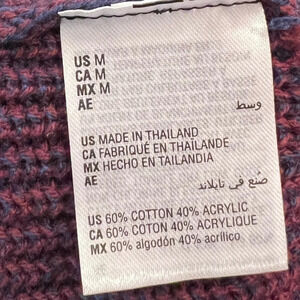 US M
CA M
MX M
AE وسط
US MADE IN THAILAND
CA FABRIQUÉ EN THAÏLANDE
MX HECHO EN TAILANDIA
AE صنع في تايلاند
US 60% COTTON 40% ACRYLIC
CA 60% COTON 40% ACRYLIQUE
MX 60% algodón 40% acrílico